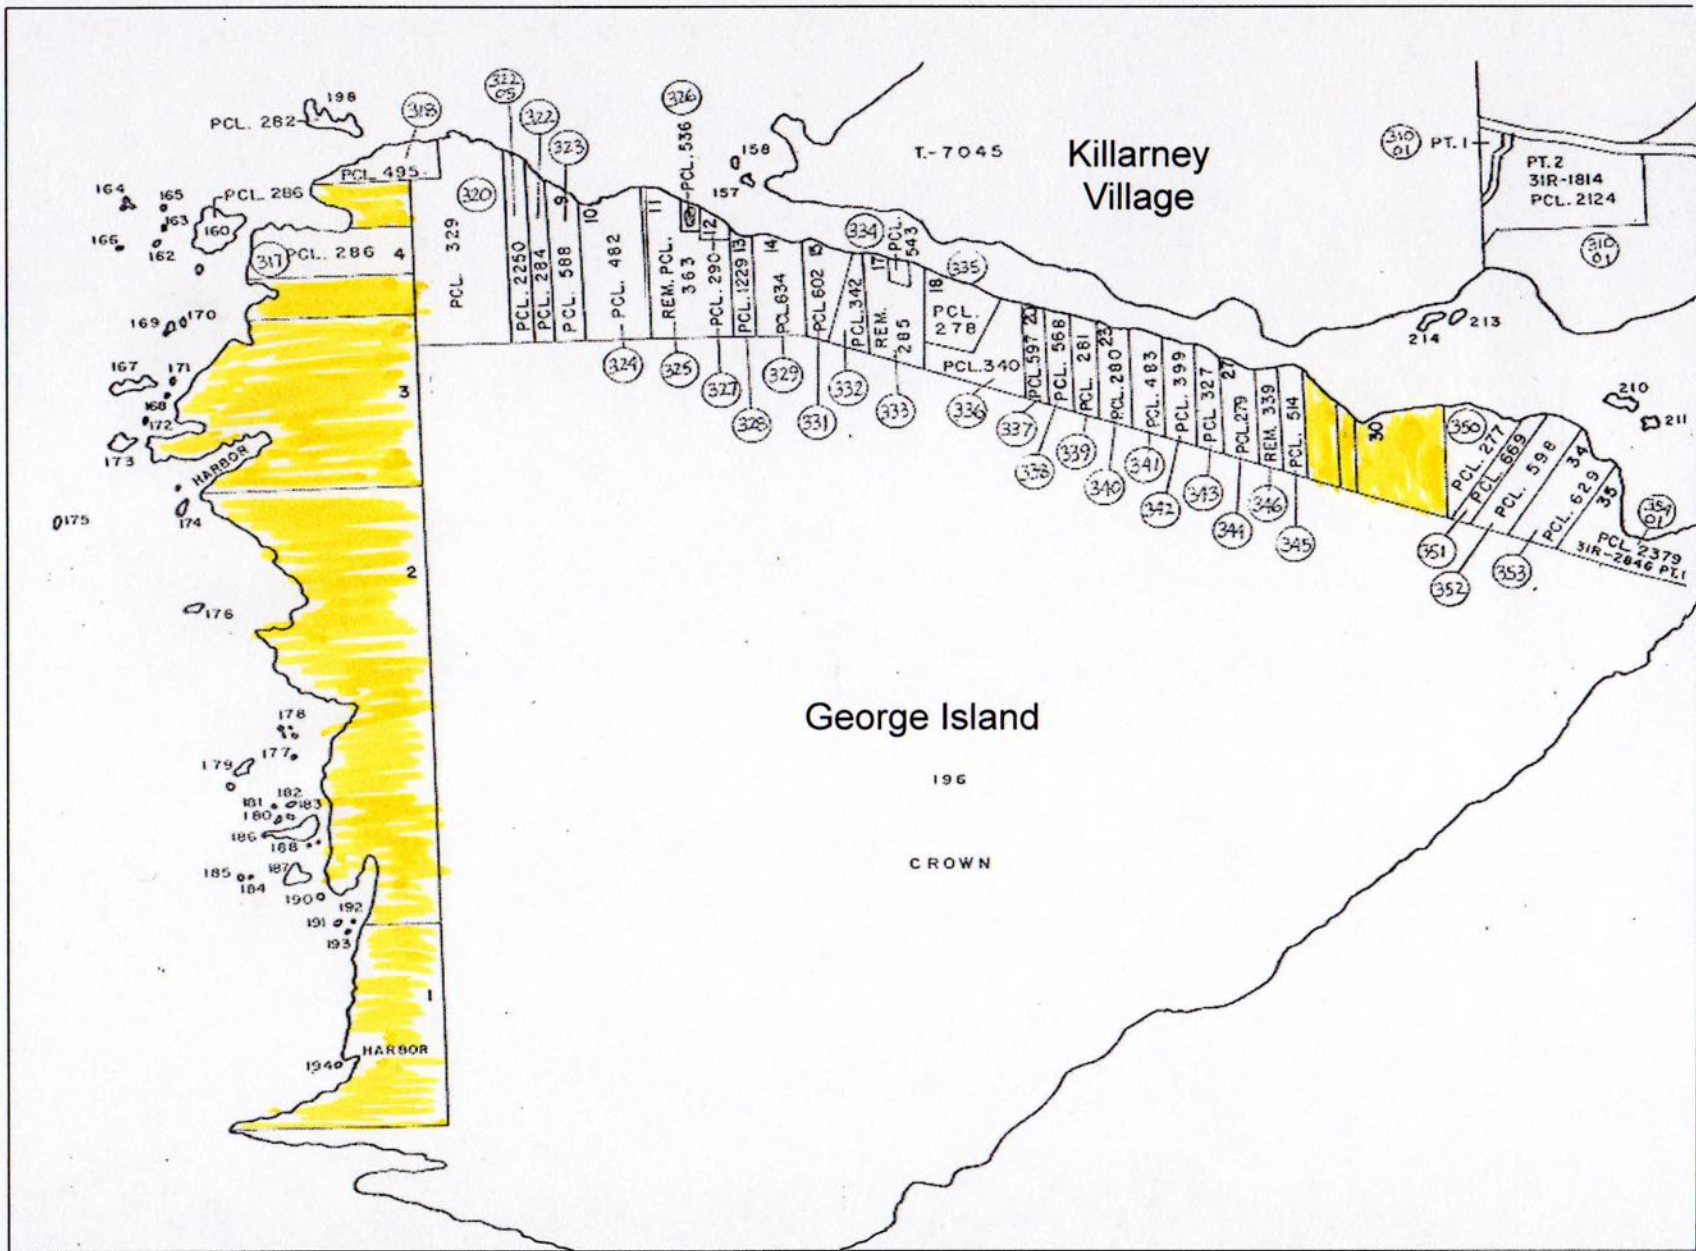 198
PCL. 282
318
322
05
322
323
326
PCL. 536
158
157
T.-7045
Killarney
Village
310
01
PT. 1
PT. 2
31R-1814
PCL. 2124
310
01
PCL. 495.
164
165
PCL. 286
163
160
166
162
317
PCL. 286
4
320
PCL. 329
PCL. 2250
PCL. 284
9
PCL. 588
10
PCL. 482
11
REM. PCL.
363
12
PCL. 290
13
PCL. 1229
14
PCL. 634
15
PCL. 602
PCL. 342
334
17
PCL.
543
REM.
285
335
18
PCL.
278
PCL. 340
20
PCL. 597
PCL. 568
PCL. 281
23
PCL. 280
PCL. 483
PCL. 399
PCL 327
27
PCL. 279
REM. 339
PCL. 514
30
350
PCL. 277
PCL. 669
PCL. 598
34
PCL. 629
35
354
01
PCL. 2379
31R-2846 PT. 1
213
214
210
211
324
325
327
328
329
331
332
333
336
337
338
339
340
341
342
343
344
346
345
351
352
353
169
170
167
171
168
172
173
3
HARBOR
174
175
2
176
178
177
179
182
181
183
180
186
188
187
185
184
190
192
191
193
1
HARBOR
194
George Island
196
CROWN